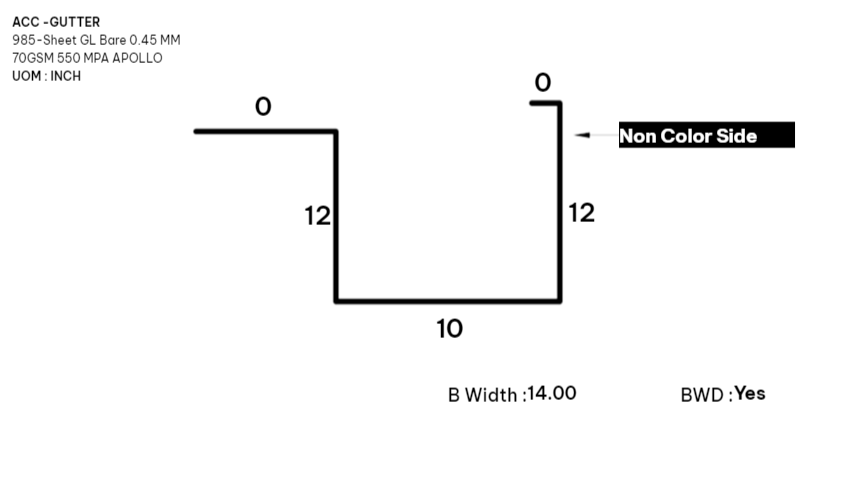 ACC -GUTTER
985-Sheet GL Bare 0.45 MM
70GSM 550 MPA APOLLO
UOM : INCH
0
0
Non Color Side
12
12
10
B Width :14.00
BWD :Yes